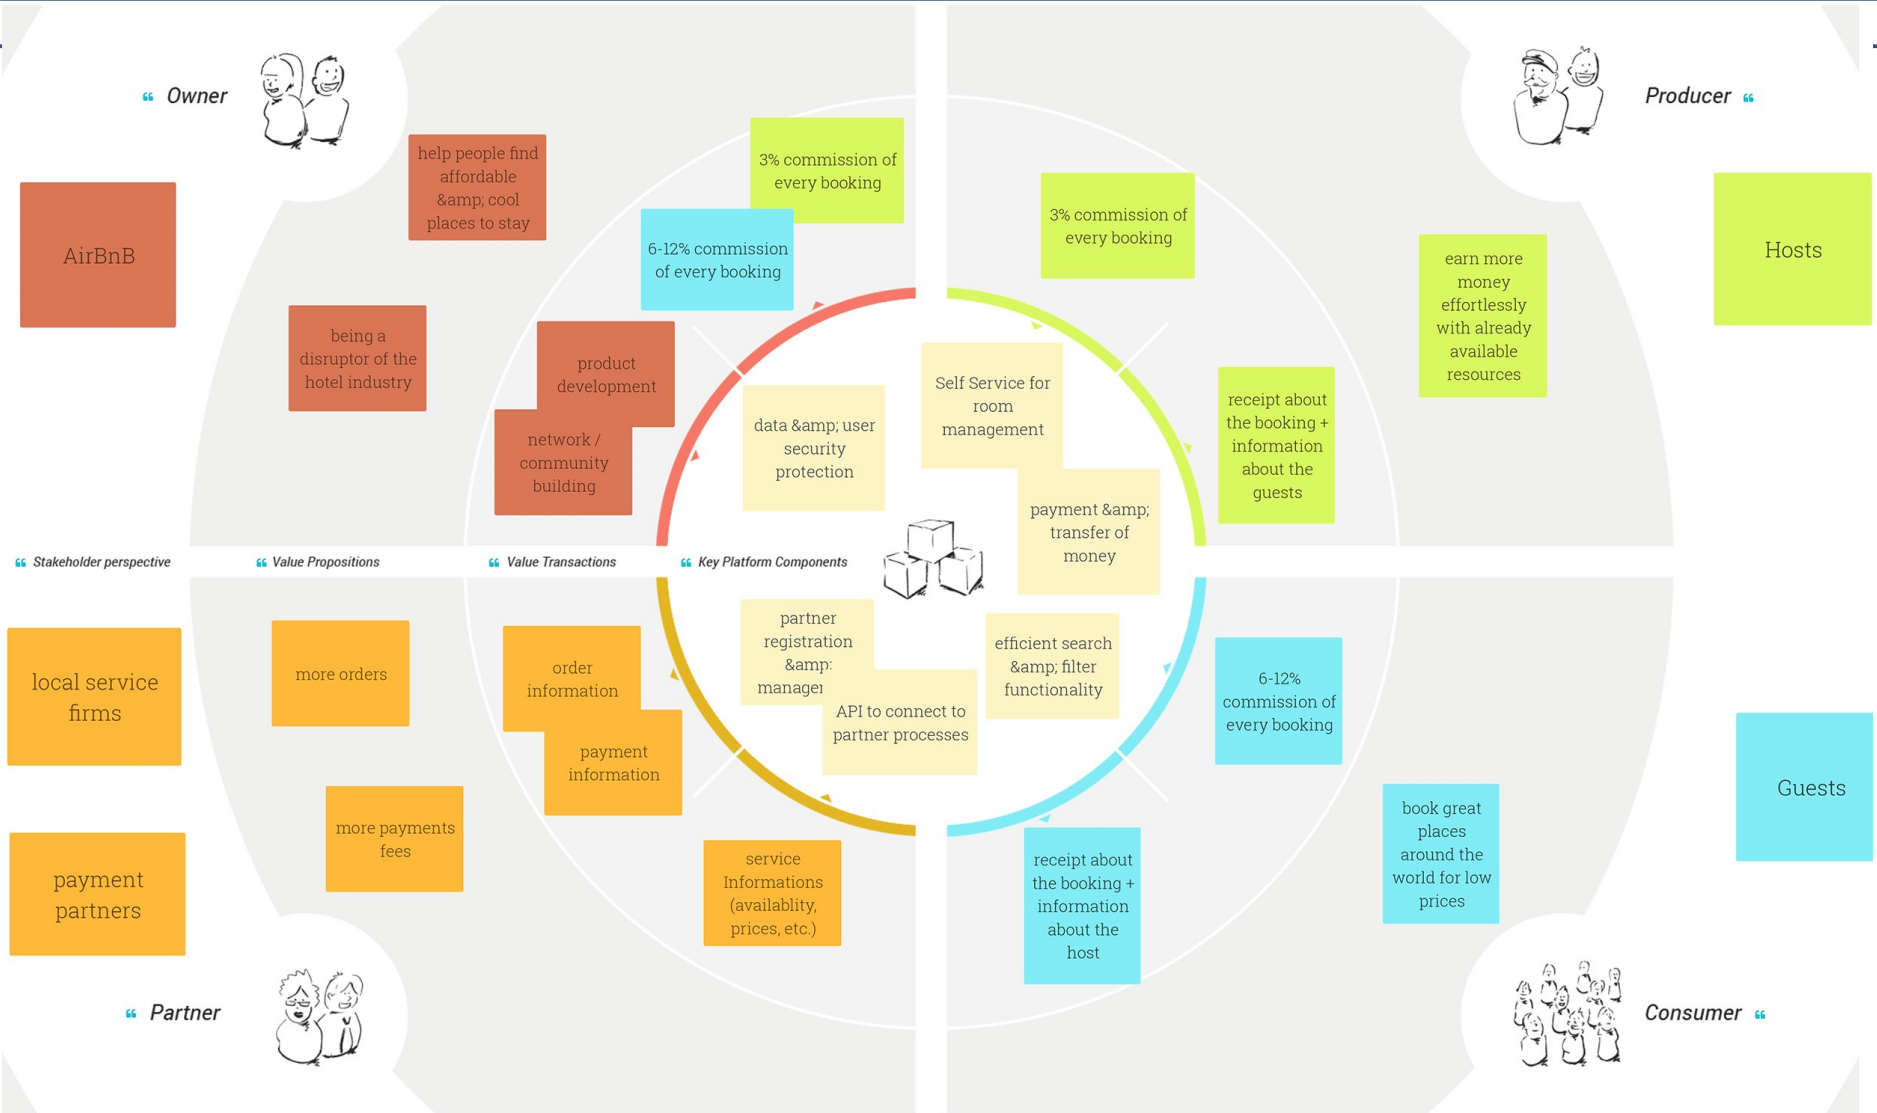 Owner
AirBnB
help people find
affordable
&amp; cool
places to stay
being a
disruptor of the
hotel industry
3% commission of
every booking
6-12% commission
of every booking
product
development
network /
community
building
Producer
Hosts
3% commission of
every booking
earn more
money
effortlessly
with already
available
resources
receipt about
the booking +
information
about the
guests
data &amp; user
security
protection
Self Service for
room
management
payment &amp;
transfer of
money
Stakeholder perspective
Value Propositions
Value Transactions
Key Platform Components
partner
registration
&amp;
API to connect to
partner processes
efficient search
&amp; filter
functionality
local service
firms
payment
partners
more orders
more payments
fees
order
information
payment
information
service
Informations
(availablity,
prices, etc.)
Partner
6-12%
commission of
every booking
receipt about
the booking +
information
about the
host
book great
places
around the
world for low
prices
Guests
Consumer